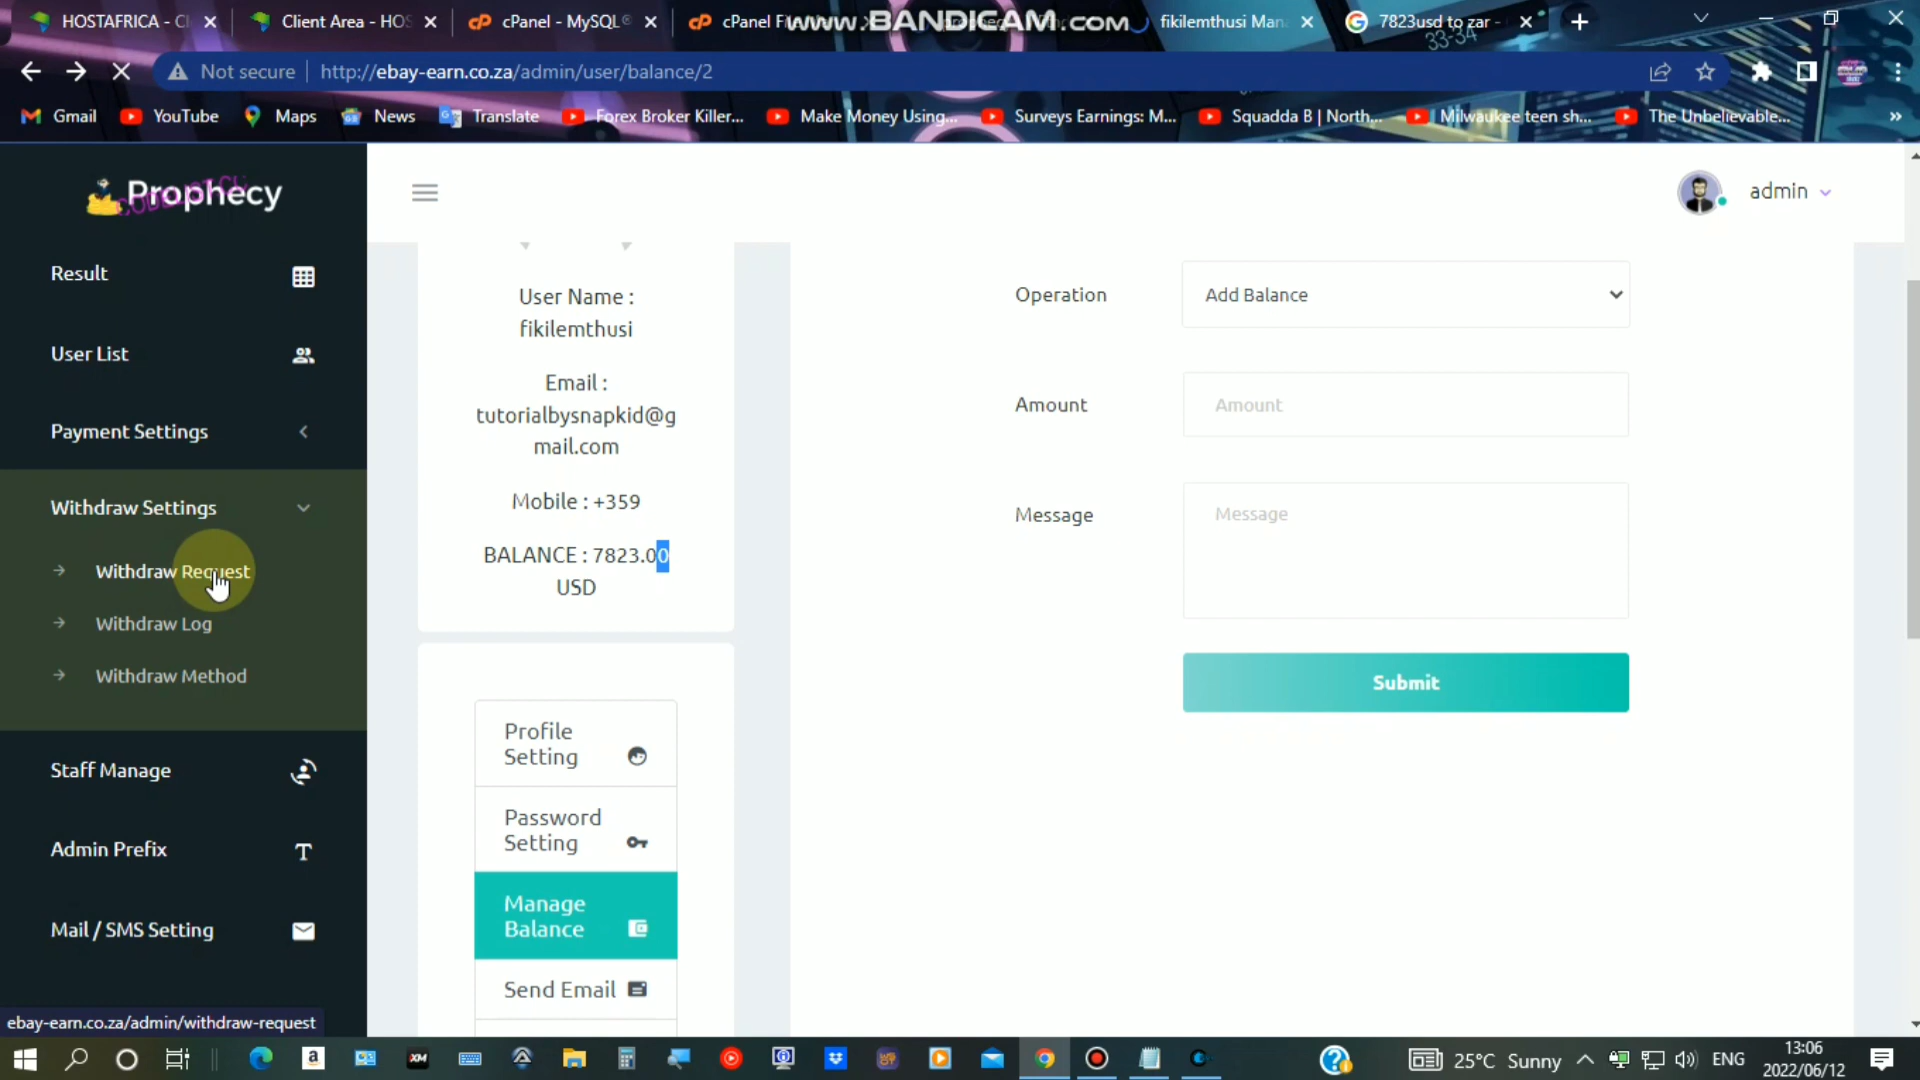 HOSTAFRICA - Cl
Client Area - HOS
cPanel - MySQL®
cPanel Fi
www.BANDICAM.com
fikilemthusi Man
7823usd to zar -
33-34
Not secure
http://ebay-earn.co.za/admin/user/balance/2
Gmail
YouTube
Maps
News
Translate
Forex Broker Killer...
Make Money Using...
Surveys Earnings: M...
Squadda B | North...
Milwaukee teen sh...
The Unbelievable...
»
Prophecy
admin
Result
User List
Payment Settings
Withdraw Settings
Withdraw Request
Withdraw Log
Withdraw Method
Staff Manage
Admin Prefix
Mail / SMS Setting
User Name :
fikilemthusi
Email :
tutorialbysnapkid@g
mail.com
Mobile : +359
BALANCE : 7823.00
USD
Profile
Setting
Password
Setting
Manage
Balance
Send Email
Operation
Add Balance
Amount
Amount
Message
Message
Submit
ebay-earn.co.za/admin/withdraw-request
25°C Sunny
ENG
13:06
2022/06/12